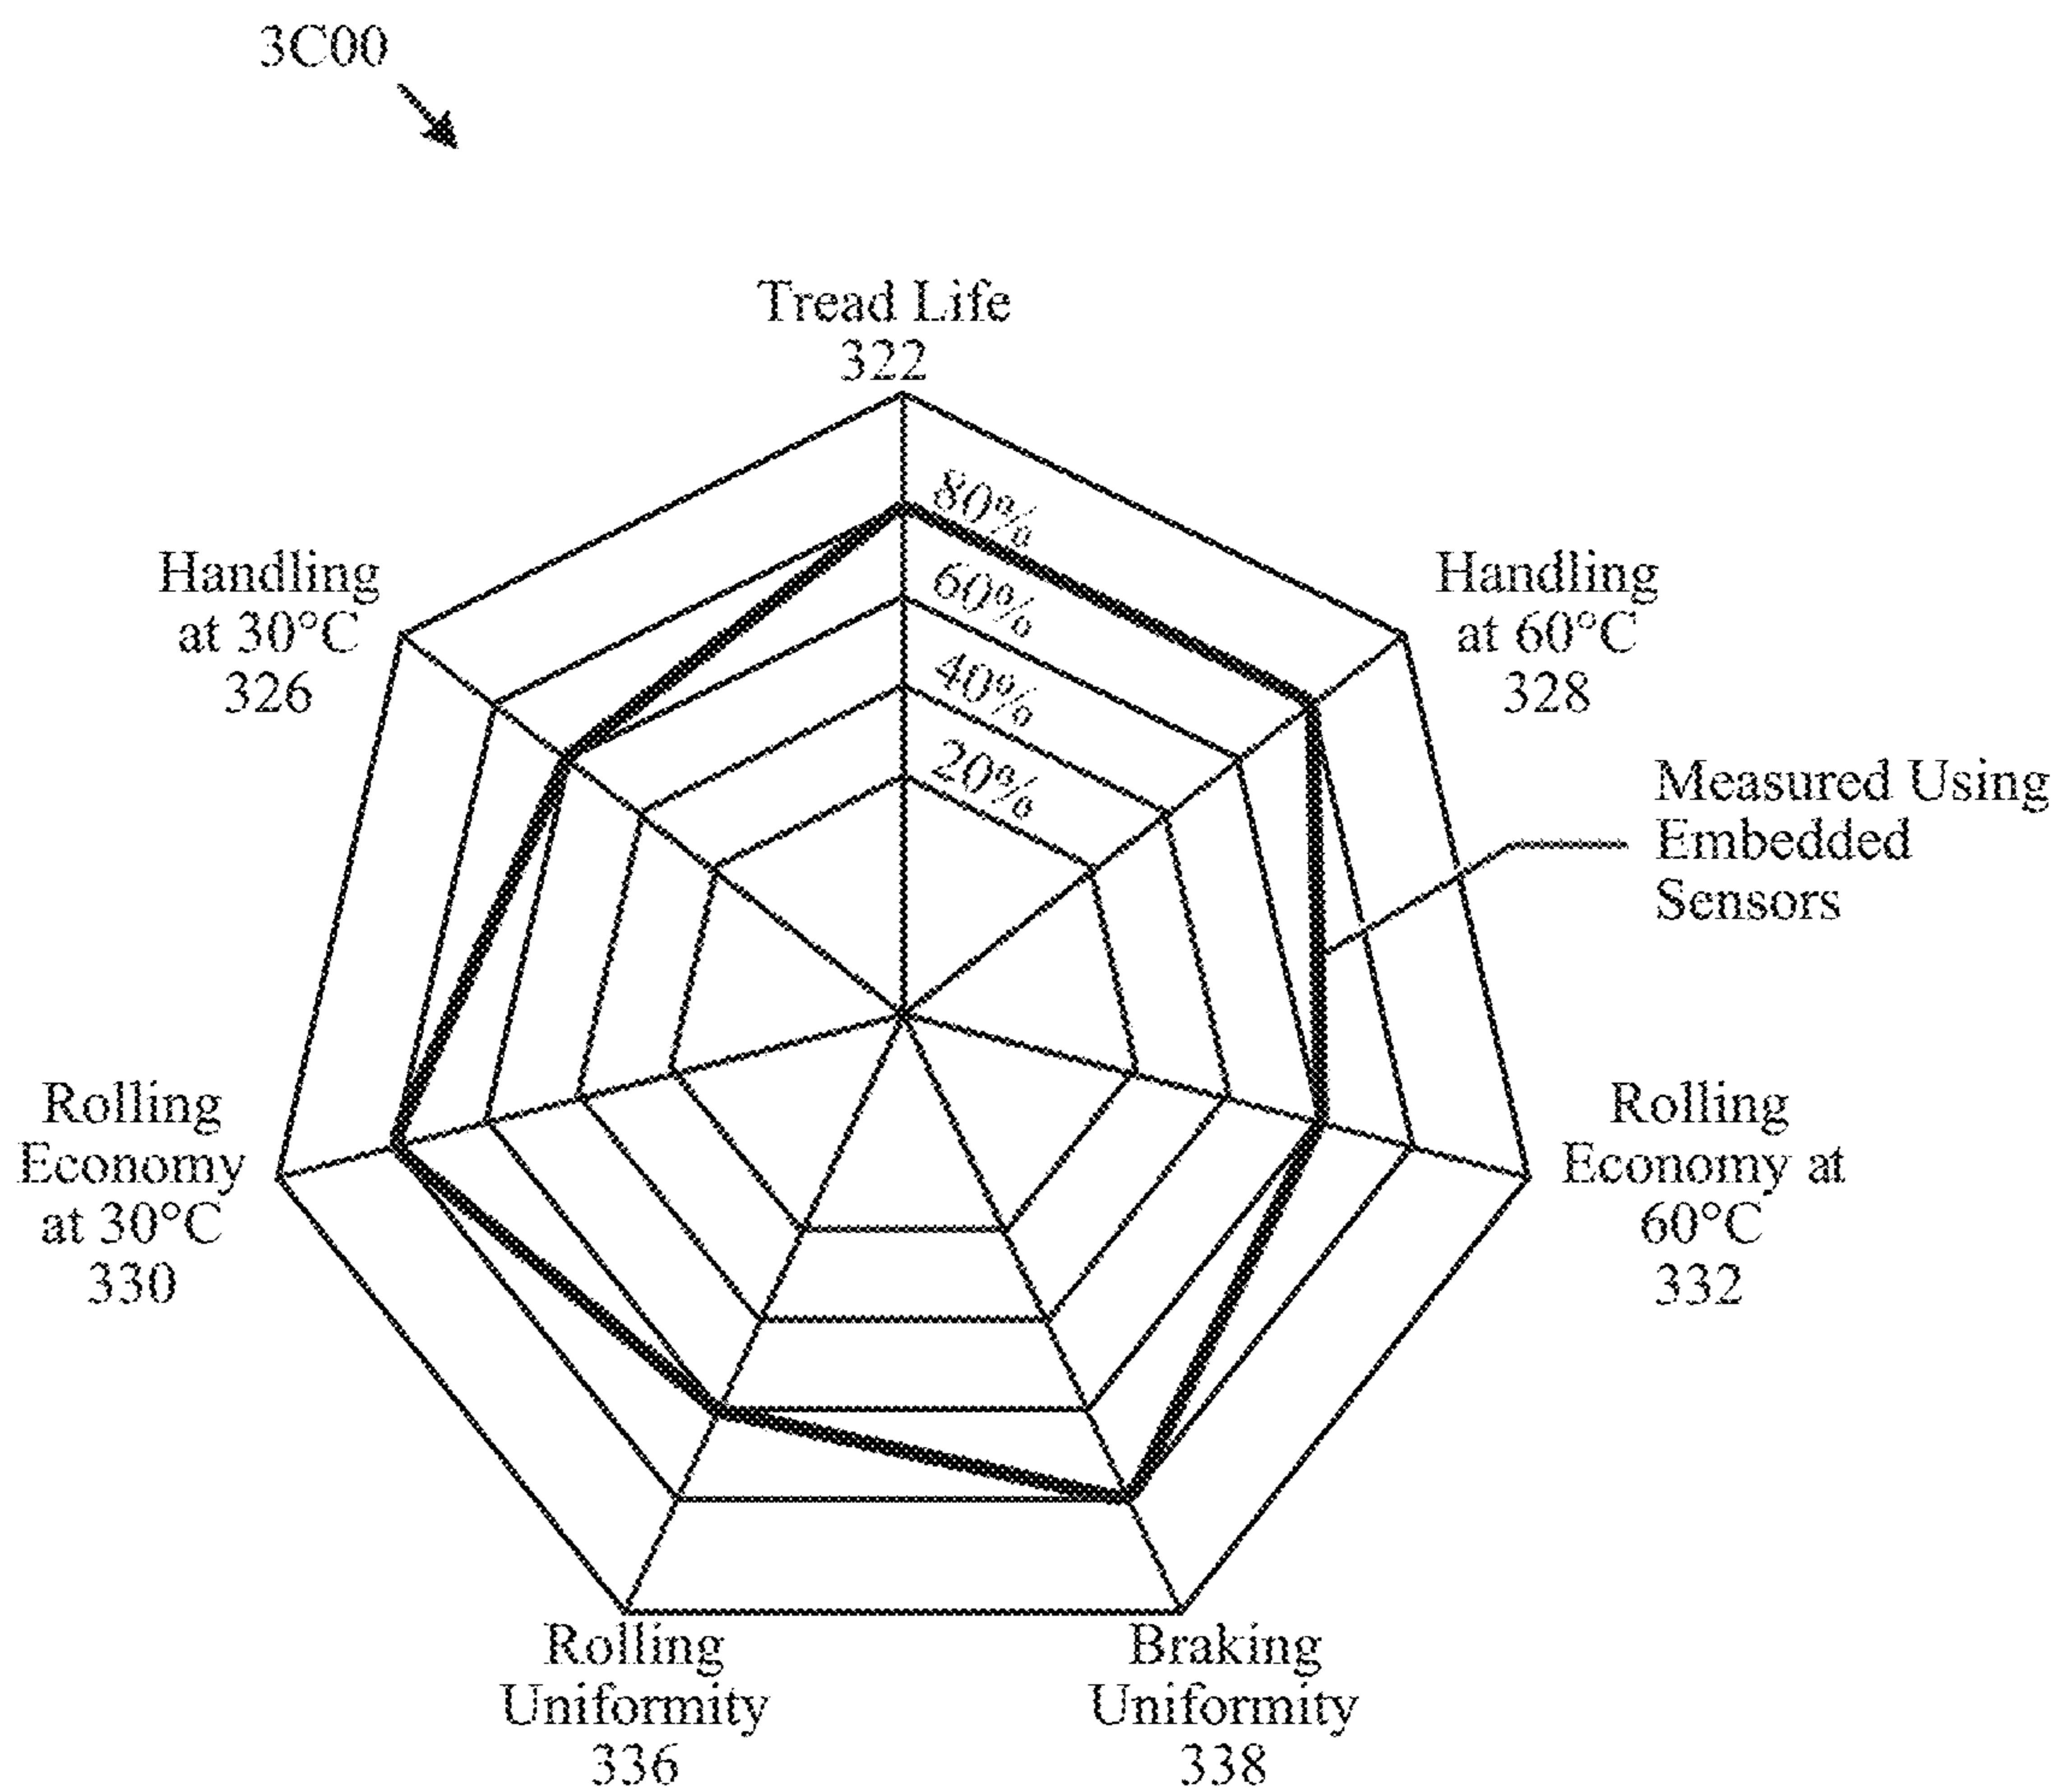 3C00
Tread Life
322
80%
60%
40%
20%
Handling
at 30°C
326
Handling
at 60°C
328
Measured Using
Embedded
Sensors
Rolling
Economy
at 30°C
330
Rolling
Economy at
60°C
332
Rolling
Uniformity
336
Braking
Uniformity
338